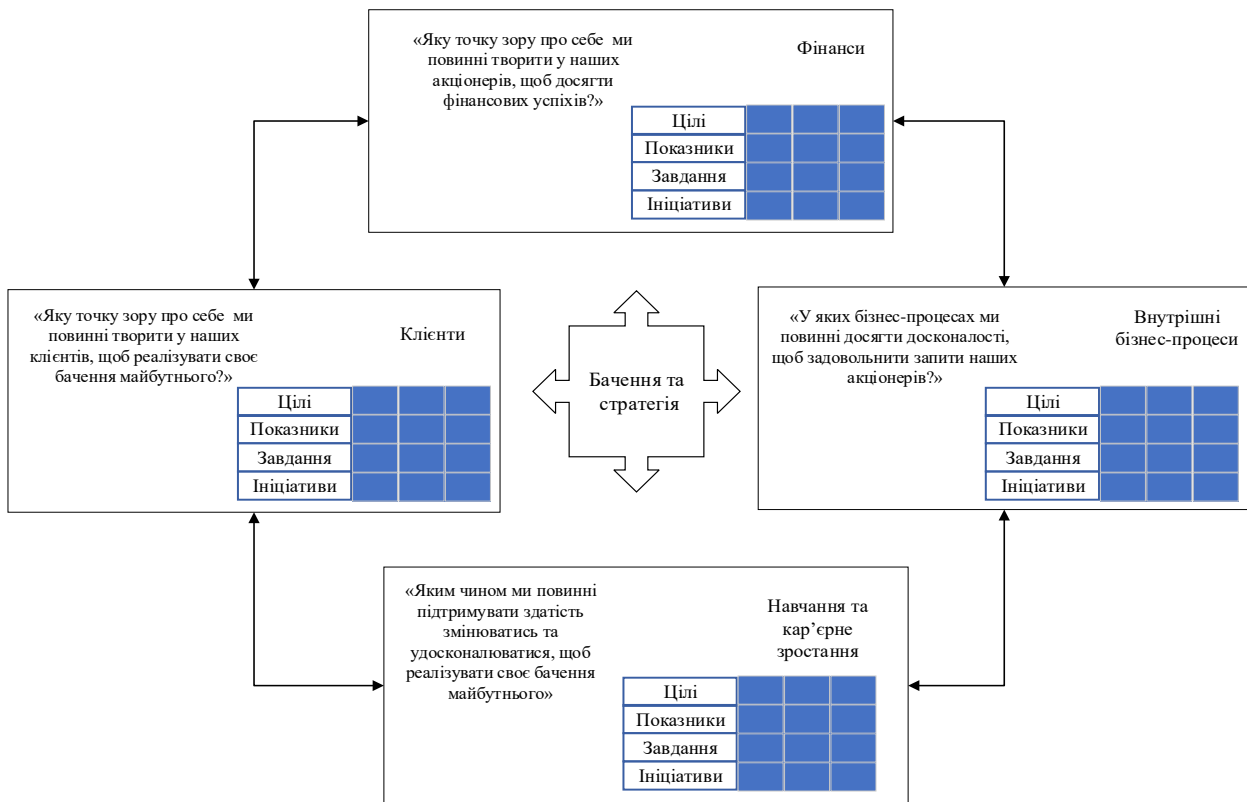 «Яку точку зору про себе ми
повинні творити у наших
акціонерів, щоб досягти
фінансових успіхів?»
Фінанси
Цілі
Показники
Завдання
Ініціативи
«Яку точку зору про себе ми
повинні творити у наших
клієнтів, щоб реалізувати своє
бачення майбутнього?»
Клієнти
Цілі
Показники
Завдання
Ініціативи
Бачення та
стратегія
«У яких бізнес-процесах ми
повинні досягти досконалості,
щоб задовольнити запити наших
акціонерів?»
Внутрішні
бізнес-процеси
Цілі
Показники
Завдання
Ініціативи
«Яким чином ми повинні
підтримувати здатість
змінюватись та
удосконалюватися, щоб
реалізувати своє бачення
майбутнього»
Навчання та
кар’єрне
зростання
Цілі
Показники
Завдання
Ініціативи